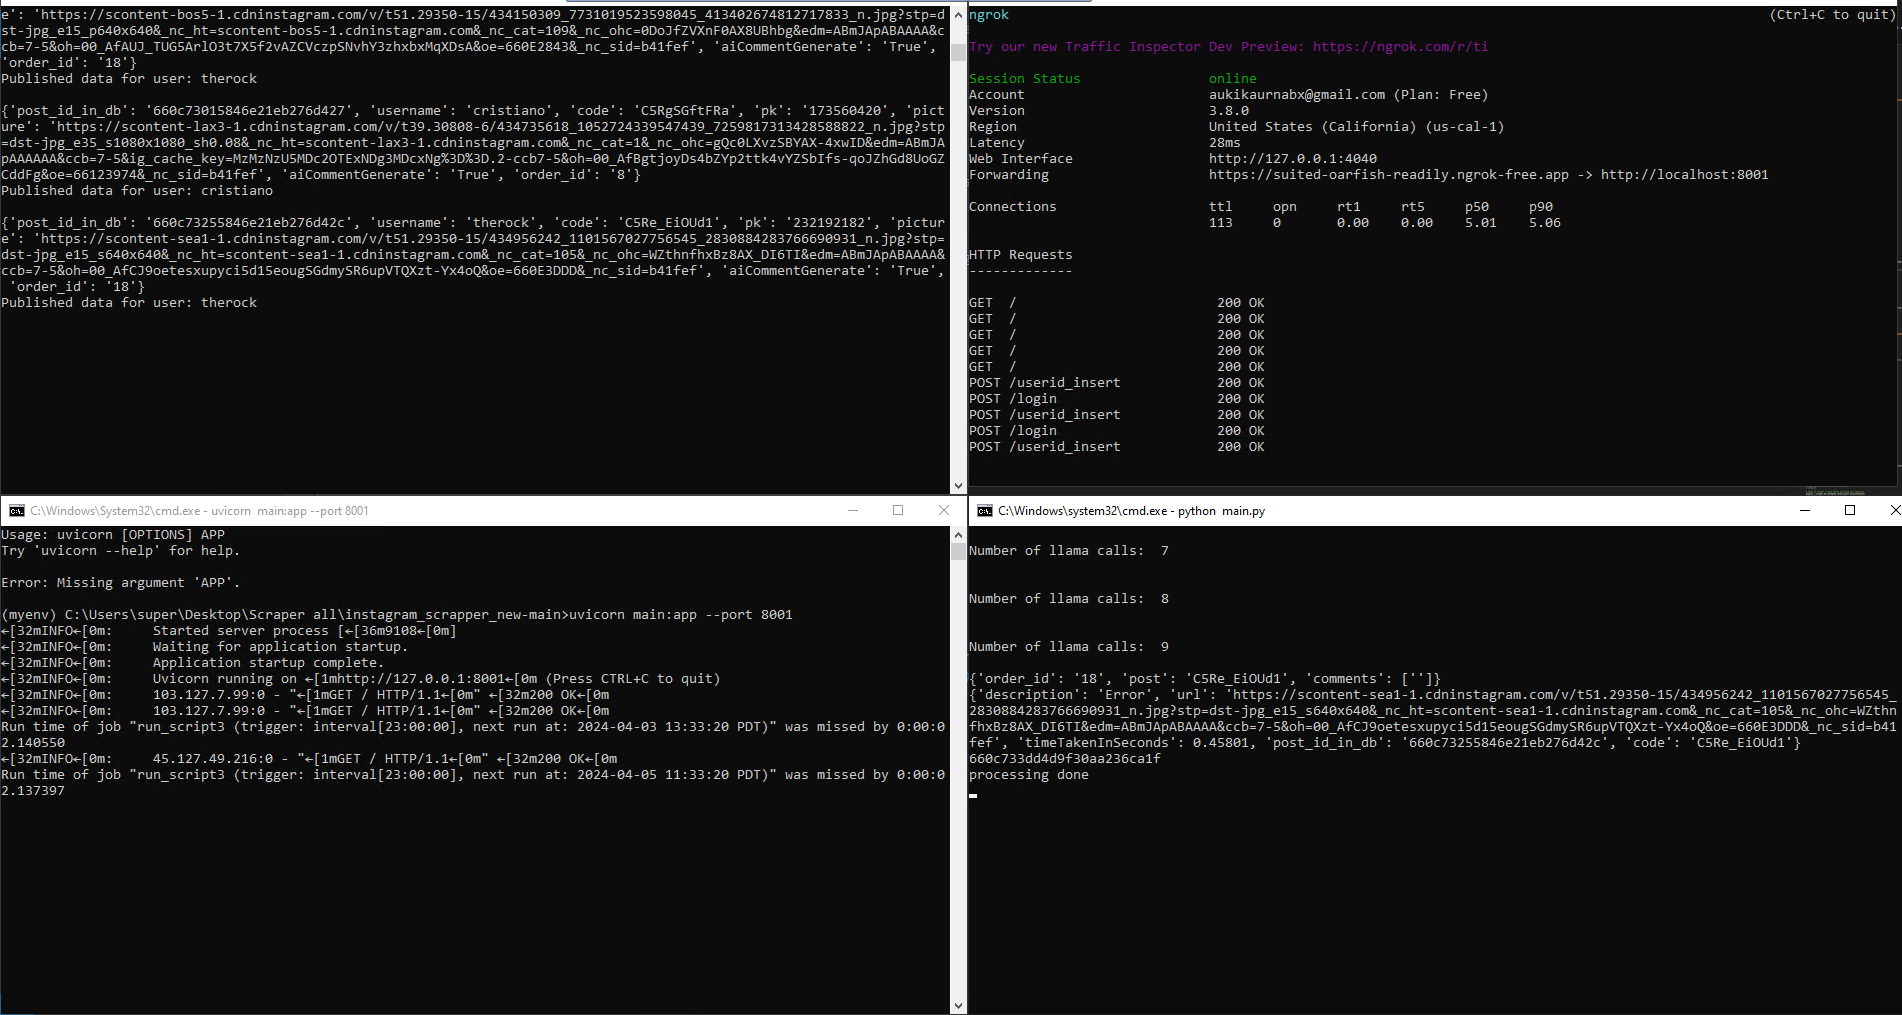 e': 'https://scontent-bos5-1.cdninstagram.com/v/t51.29350-15/434150309_7731019523598045_413402674812717833_n.jpg?stp=d
st-jpg_e15_p640x640&_nc_ht=scontent-bos5-1.cdninstagram.com&_nc_cat=109&_nc_ohc=0DoJfZVXnF0AX8UBhbg&edm=ABmJApABAAAA&c
cb=7-5&oh=00_AfAUJ_TUG5ArlO3t7X5f2vAZCVczpSNvhY3zhxbxMqXDsA&oe=660E2843&_nc_sid=b41fef', 'aiCommentGenerate': 'True',
'order_id': '18'}
Published data for user: therock
{'post_id_in_db': '660c73015846e21eb276d427', 'username': 'cristiano', 'code': 'C5RgSGftFRa', 'pk': '173560420', 'pict
ure': 'https://scontent-lax3-1.cdninstagram.com/v/t39.30808-6/434735618_1052724339547439_7259817313428588822_n.jpg?stp
=dst-jpg_e35_s1080x1080_sh0.08&_nc_ht=scontent-lax3-1.cdninstagram.com&_nc_cat=1&_nc_ohc=gQc0LXvzSBYAX-4xwID&edm=ABmJA
pAAAAAA&ccb=7-5&ig_cache_key=MzMzNzU5MDc2OTExNDg3MDcxNg%3D%3D.2-ccb7-5&oh=00_AfBgtjoyDs4bZYp2ttk4vYZSbIfs-qoJZhGd8UoGZ
CddFg&oe=66123974&_nc_sid=b41fef', 'aiCommentGenerate': 'True', 'order_id': '8'}
Published data for user: cristiano
{'post_id_in_db': '660c73255846e21eb276d42c', 'username': 'therock', 'code': 'C5Re_EiOUd1', 'pk': '232192182', 'pictur
e': 'https://scontent-sea1-1.cdninstagram.com/v/t51.29350-15/434956242_1101567027756545_2830884283766690931_n.jpg?stp=
dst-jpg_e15_s640x640&_nc_ht=scontent-sea1-1.cdninstagram.com&_nc_cat=105&_nc_ohc=WZthnfhxBz8AX_DI6TI&edm=ABmJApABAAAA&
ccb=7-5&oh=00_AfCJ9oetesxupyci5d15eougSGdmySR6upVTQXzt-Yx4oQ&oe=660E3DDD&_nc_sid=b41fef', 'aiCommentGenerate': 'True',
'order_id': '18'}
Published data for user: therock
ngrok (Ctrl+C to quit)
Try our new Traffic Inspector Dev Preview: https://ngrok.com/r/ti
Session Status online
Account aukikaurnabx@gmail.com (Plan: Free)
Version 3.8.0
Region United States (California) (us-cal-1)
Latency 28ms
Web Interface http://127.0.0.1:4040
Forwarding https://suited-oarfish-readily.ngrok-free.app -> http://localhost:8001
Connections ttl opn rt1 rt5 p50 p90
113 0 0.00 0.00 5.01 5.06
HTTP Requests
-------------
GET / 200 OK
GET / 200 OK
GET / 200 OK
GET / 200 OK
GET / 200 OK
POST /userid_insert 200 OK
POST /login 200 OK
POST /userid_insert 200 OK
POST /login 200 OK
POST /userid_insert 200 OK
C:\Windows\System32\cmd.exe - uvicorn main:app --port 8001
Usage: uvicorn [OPTIONS] APP
Try 'uvicorn --help' for help.
Error: Missing argument 'APP'.
(myenv) C:\Users\super\Desktop\Scraper all\instagram_scrapper_new-main>uvicorn main:app --port 8001
←[32mINFO←[0m: Started server process [←[36m9108←[0m]
←[32mINFO←[0m: Waiting for application startup.
←[32mINFO←[0m: Application startup complete.
←[32mINFO←[0m: Uvicorn running on ←[1mhttp://127.0.0.1:8001←[0m (Press CTRL+C to quit)
←[32mINFO←[0m: 103.127.7.99:0 - "←[1mGET / HTTP/1.1←[0m" ←[32m200 OK←[0m
←[32mINFO←[0m: 103.127.7.99:0 - "←[1mGET / HTTP/1.1←[0m" ←[32m200 OK←[0m
Run time of job "run_script3 (trigger: interval[23:00:00], next run at: 2024-04-03 13:33:20 PDT)" was missed by 0:00:0
2.140550
←[32mINFO←[0m: 45.127.49.216:0 - "←[1mGET / HTTP/1.1←[0m" ←[32m200 OK←[0m
Run time of job "run_script3 (trigger: interval[23:00:00], next run at: 2024-04-05 11:33:20 PDT)" was missed by 0:00:0
2.137397
C:\Windows\system32\cmd.exe - python main.py
Number of llama calls: 7
Number of llama calls: 8
Number of llama calls: 9
{'order_id': '18', 'post': 'C5Re_EiOUd1', 'comments': ['']}
{'description': 'Error', 'url': 'https://scontent-sea1-1.cdninstagram.com/v/t51.29350-15/434956242_1101567027756545_
2830884283766690931_n.jpg?stp=dst-jpg_e15_s640x640&_nc_ht=scontent-sea1-1.cdninstagram.com&_nc_cat=105&_nc_ohc=WZthn
fhxBz8AX_DI6TI&edm=ABmJApABAAAA&ccb=7-5&oh=00_AfCJ9oetesxupyci5d15eougSGdmySR6upVTQXzt-Yx4oQ&oe=660E3DDD&_nc_sid=b41
fef', 'timeTakenInSeconds': 0.45801, 'post_id_in_db': '660c73255846e21eb276d42c', 'code': 'C5Re_EiOUd1'}
660c733dd4d9f30aa236ca1f
processing done